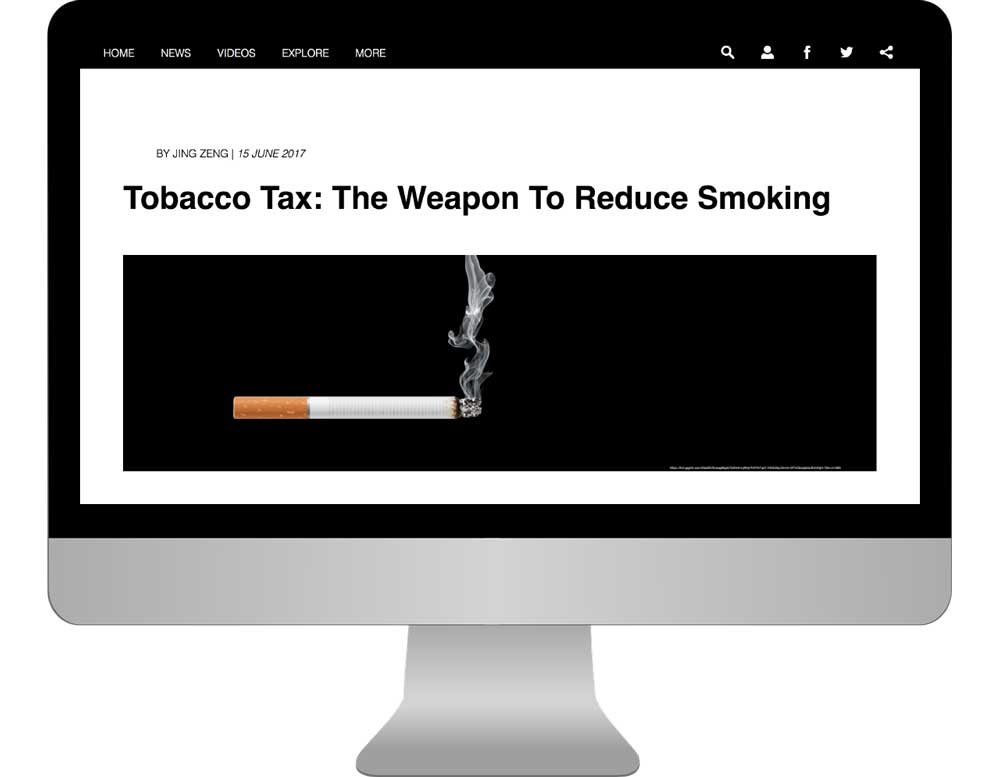 HOME NEWS VIDEOS EXPLORE MORE
BY JING ZENG | 15 JUNE 2017
Tobacco Tax: The Weapon To Reduce Smoking